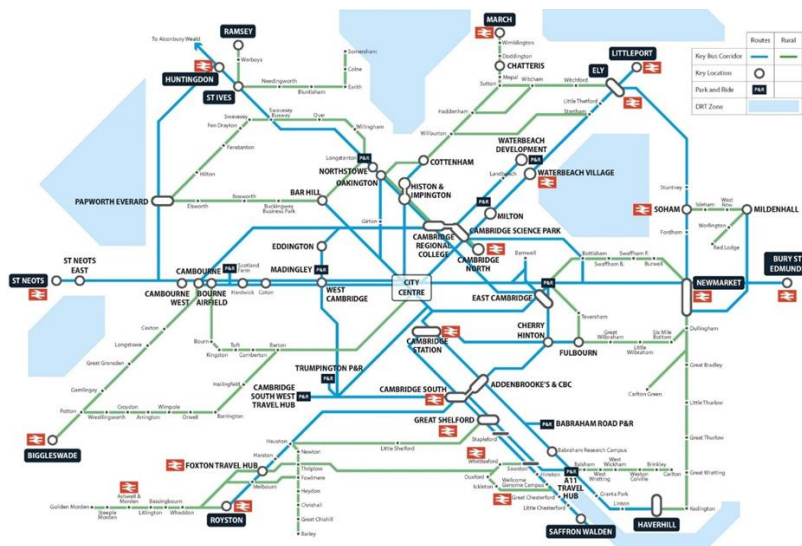 MARCH
Wimblington
Doddington
CHATTERIS
Mepal
Sutton
Witcham
Witchford
Haddenham
Wilburton
RAMSEY
To Alconbury Weald
Warboys
HUNTINGDON
ST IVES
Needingworth
Bluntisham
Somersham
Colne
Earith
LITTLEPORT
ELY
Little Thetford
Stretham
Routes
Rural
Key Bus Corridor
Key Location
Park and Ride
P&R
DRT Zone
Swavesey
Swavesey
Busway
Over
Willingham
Fen Drayton
Fenstanton
Hilton
Longstanton
P&R
NORTHSTOWE
OAKINGTON
COTTENHAM
HISTON &
IMPINGTON
WATERBEACH
DEVELOPMENT
P&R
Landbeach
WATERBEACH VILLAGE
MILTON
P&R
PAPWORTH EVERARD
Elsworth
Boxworth
Buckingway
Business Park
BAR HILL
Girton
CAMBRIDGE
REGIONAL
COLLEGE
CAMBRIDGE SCIENCE PARK
CAMBRIDGE
NORTH
Stuntney
SOHAM
Isleham
West
Row
MILDENHALL
Worlington
Red Lodge
Fordham
ST NEOTS
ST NEOTS
EAST
CAMBOURNE
WEST
CAMBOURNE
BOURNE
AIRFIELD
P&R
Scotland
Farm
Hardwick
Coton
EDDINGTON
MADINGLEY
P&R
WEST
CAMBRIDGE
CITY
CENTRE
Barnwell
P&R
EAST CAMBRIDGE
Bottisham
Swaffham B.
Swaffham P.
Burwell
NEWMARKET
BURY ST
EDMUND
Teversham
CHERRY
HINTON
FULBOURN
Great
Wilbraham
Little
Wilbraham
Six Mile
Bottom
Dullingham
CAMBRIDGE
STATION
Caxton
Longstowe
Great Gransden
Gamlingay
Potton
Wrestlingworth
Croydon
Arrington
Wimpole
Orwell
Barrington
Haslingfield
Bourn
Kingston
Toft
Comberton
Barton
BIGGLESWADE
TRUMPINGTON P&R
P&R
CAMBRIDGE
SOUTH WEST
TRAVEL HUB
P&R
CAMBRIDGE SOUTH
ADDENBROOKE'S & CBC
GREAT SHELFORD
Stapleford
P&R
BABRAHAM ROAD P&R
Babraham Research Campus
Carlton Green
Great Bradley
Little Thurlow
Great Thurlow
Great Wratting
Kedington
Hauxton
Harston
Newton
Little Shelford
FOXTON TRAVEL HUB
Melbourn
Thriplow
Fowlmere
Heydon
Chrishall
Great Chishill
Barley
ROYSTON
Ashwell &
Morden
Bassingbourn
Guilden Morden
Steeple
Morden
Litlington
Whaddon
Whittlesford
Sawston
Duxford
Ickleton
Wellcome
Genome Campus
Great Chesterford
Little Chesterford
Hinxton
SAFFRON WALDEN
P&R
A11
TRAVEL
HUB
Balsham
West
Wratting
West
Wickham
Weston
Colville
Brinkley
Carlton
Granta Park
Linton
HAVERHILL